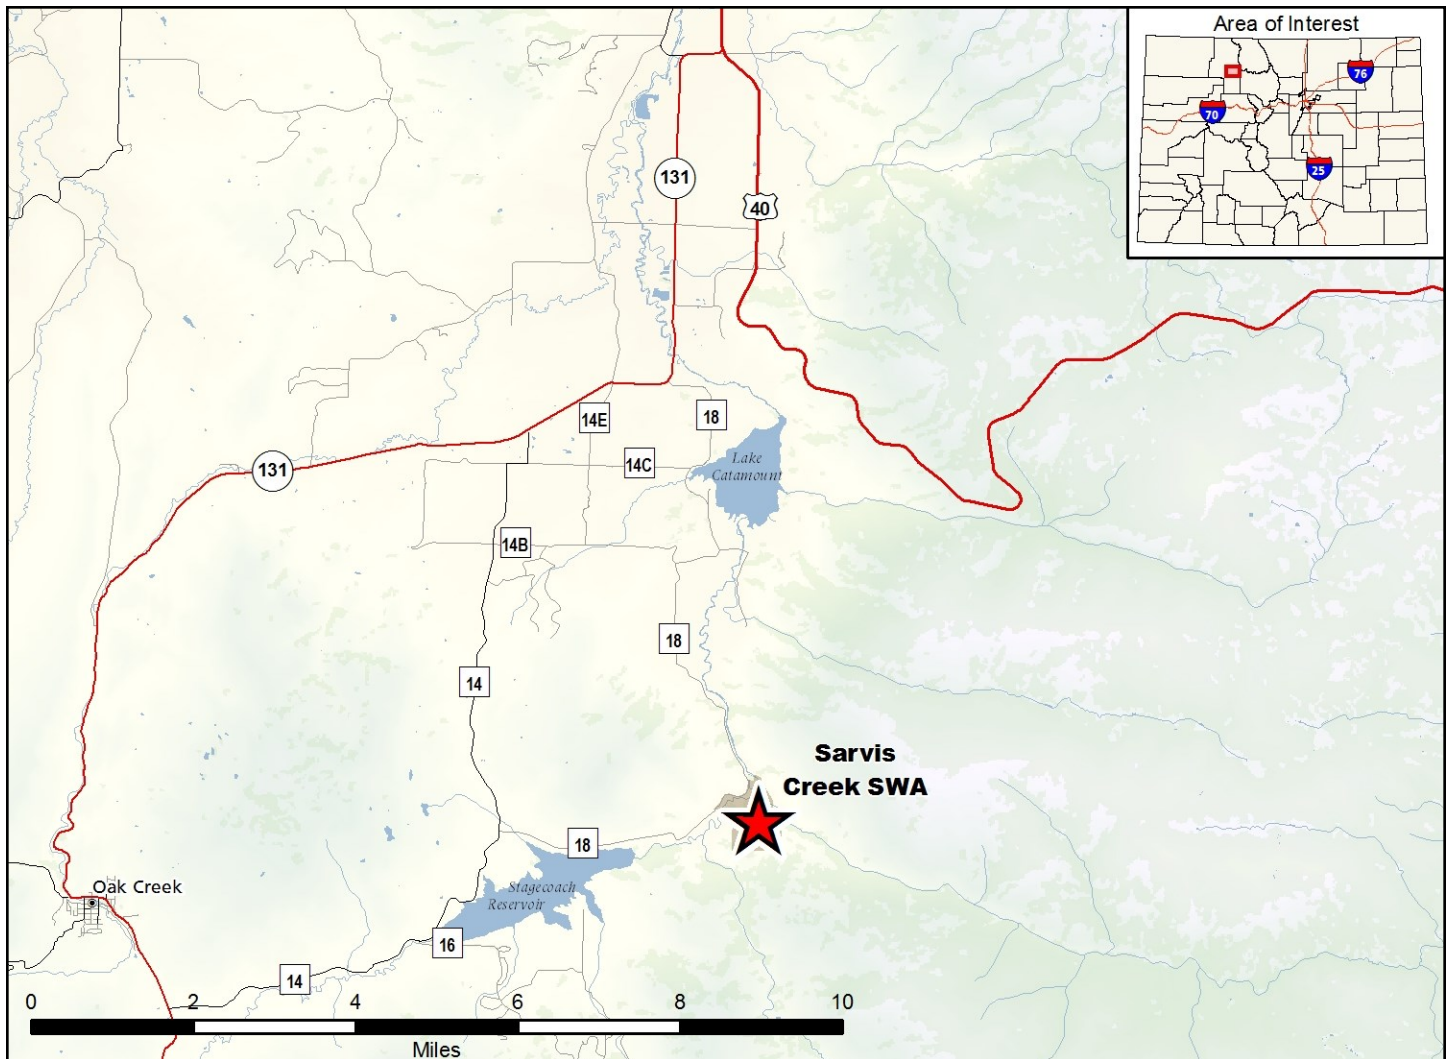 Area of Interest
76
70
25
131
40
14E
18
14C
Lake
Catamount
131
14B
18
14
Sarvis
Creek SWA
18
Oak Creek
Stagecoach
Reservoir
16
14
0 2 4 6 8 10
Miles